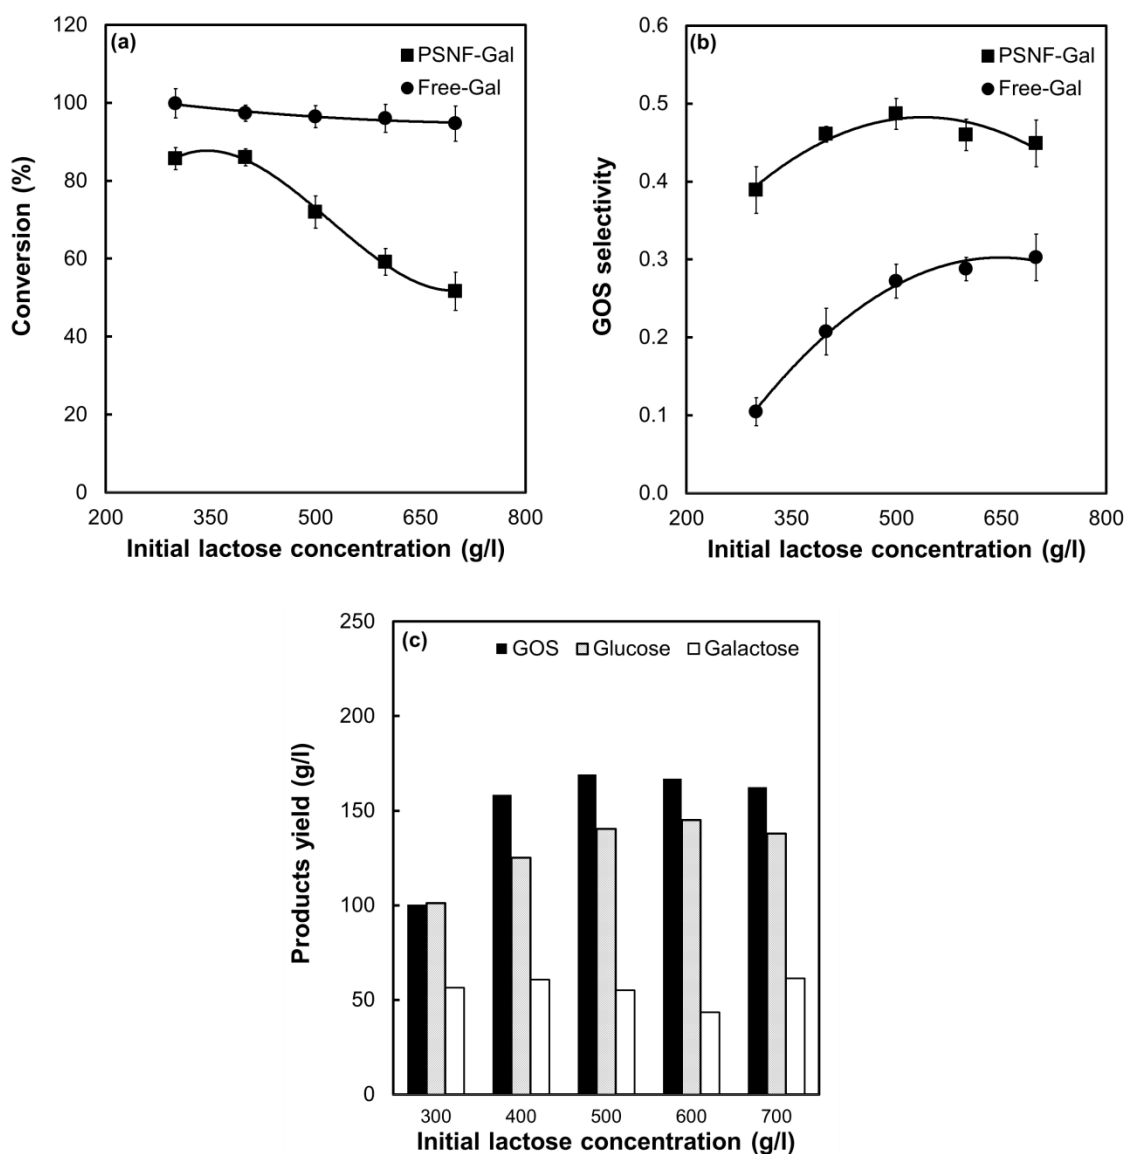 (a)
PSNF-Gal
Free-Gal
Conversion (%)
120
100
80
60
40
20
0
200 350 500 650 800
Initial lactose concentration (g/l)
(b)
PSNF-Gal
Free-Gal
GOS selectivity
0.6
0.5
0.4
0.3
0.2
0.1
0.0
200 350 500 650 800
Initial lactose concentration (g/l)
(c)
GOS Glucose Galactose
Products yield (g/l)
250
200
150
100
50
0
300 400 500 600 700
Initial lactose concentration (g/l)